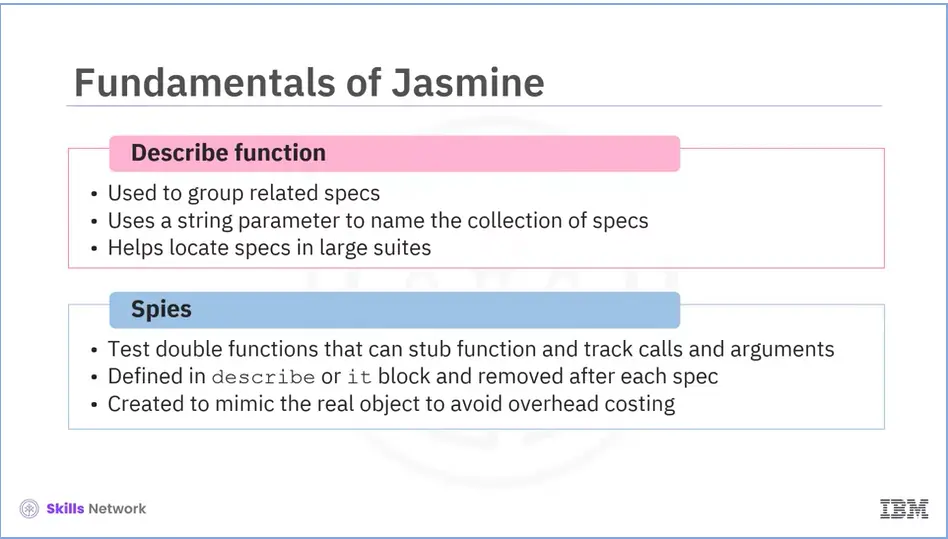 Fundamentals of Jasmine
Describe function
• Used to group related specs
• Uses a string parameter to name the collection of specs
• Helps locate specs in large suites
Spies
• Test double functions that can stub function and track calls and arguments
• Defined in describe or it block and removed after each spec
• Created to mimic the real object to avoid overhead costing
Skills Network
IBM